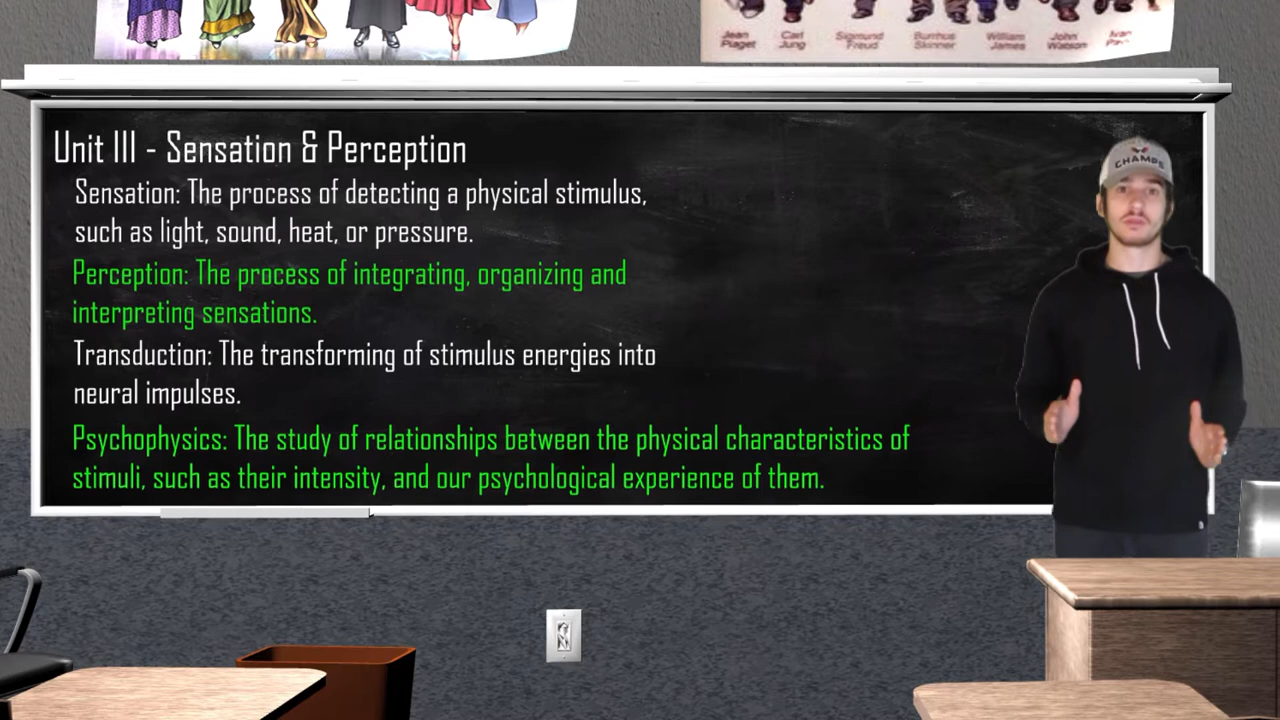 Jean Carl Sigmund Burrhus William John Ivan
Piaget Jung Freud Skinner James Watson
Unit III - Sensation & Perception
Sensation: The process of detecting a physical stimulus,
such as light, sound, heat, or pressure.
Perception: The process of integrating, organizing and
interpreting sensations.
Transduction: The transforming of stimulus energies into
neural impulses.
Psychophysics: The study of relationships between the physical characteristics of
stimuli, such as their intensity, and our psychological experience of them.
CHAMPS